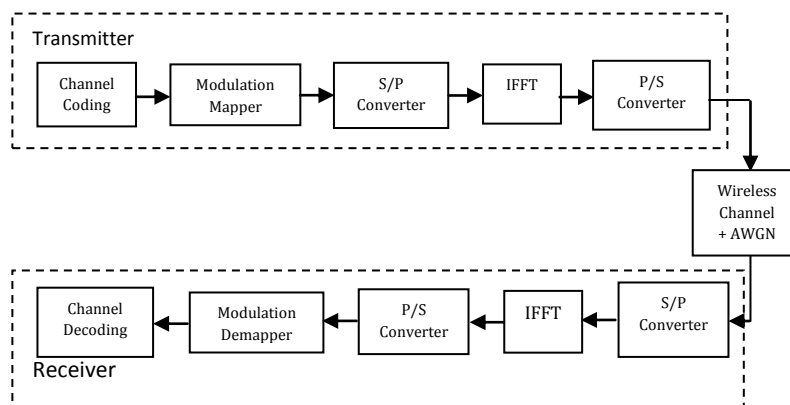 Transmitter
Channel
Coding
Modulation
Mapper
S/P
Converter
IFFT
P/S
Converter
Wireless
Channel
+ AWGN
S/P
Converter
IFFT
P/S
Converter
Modulation
Demapper
Channel
Decoding
Receiver